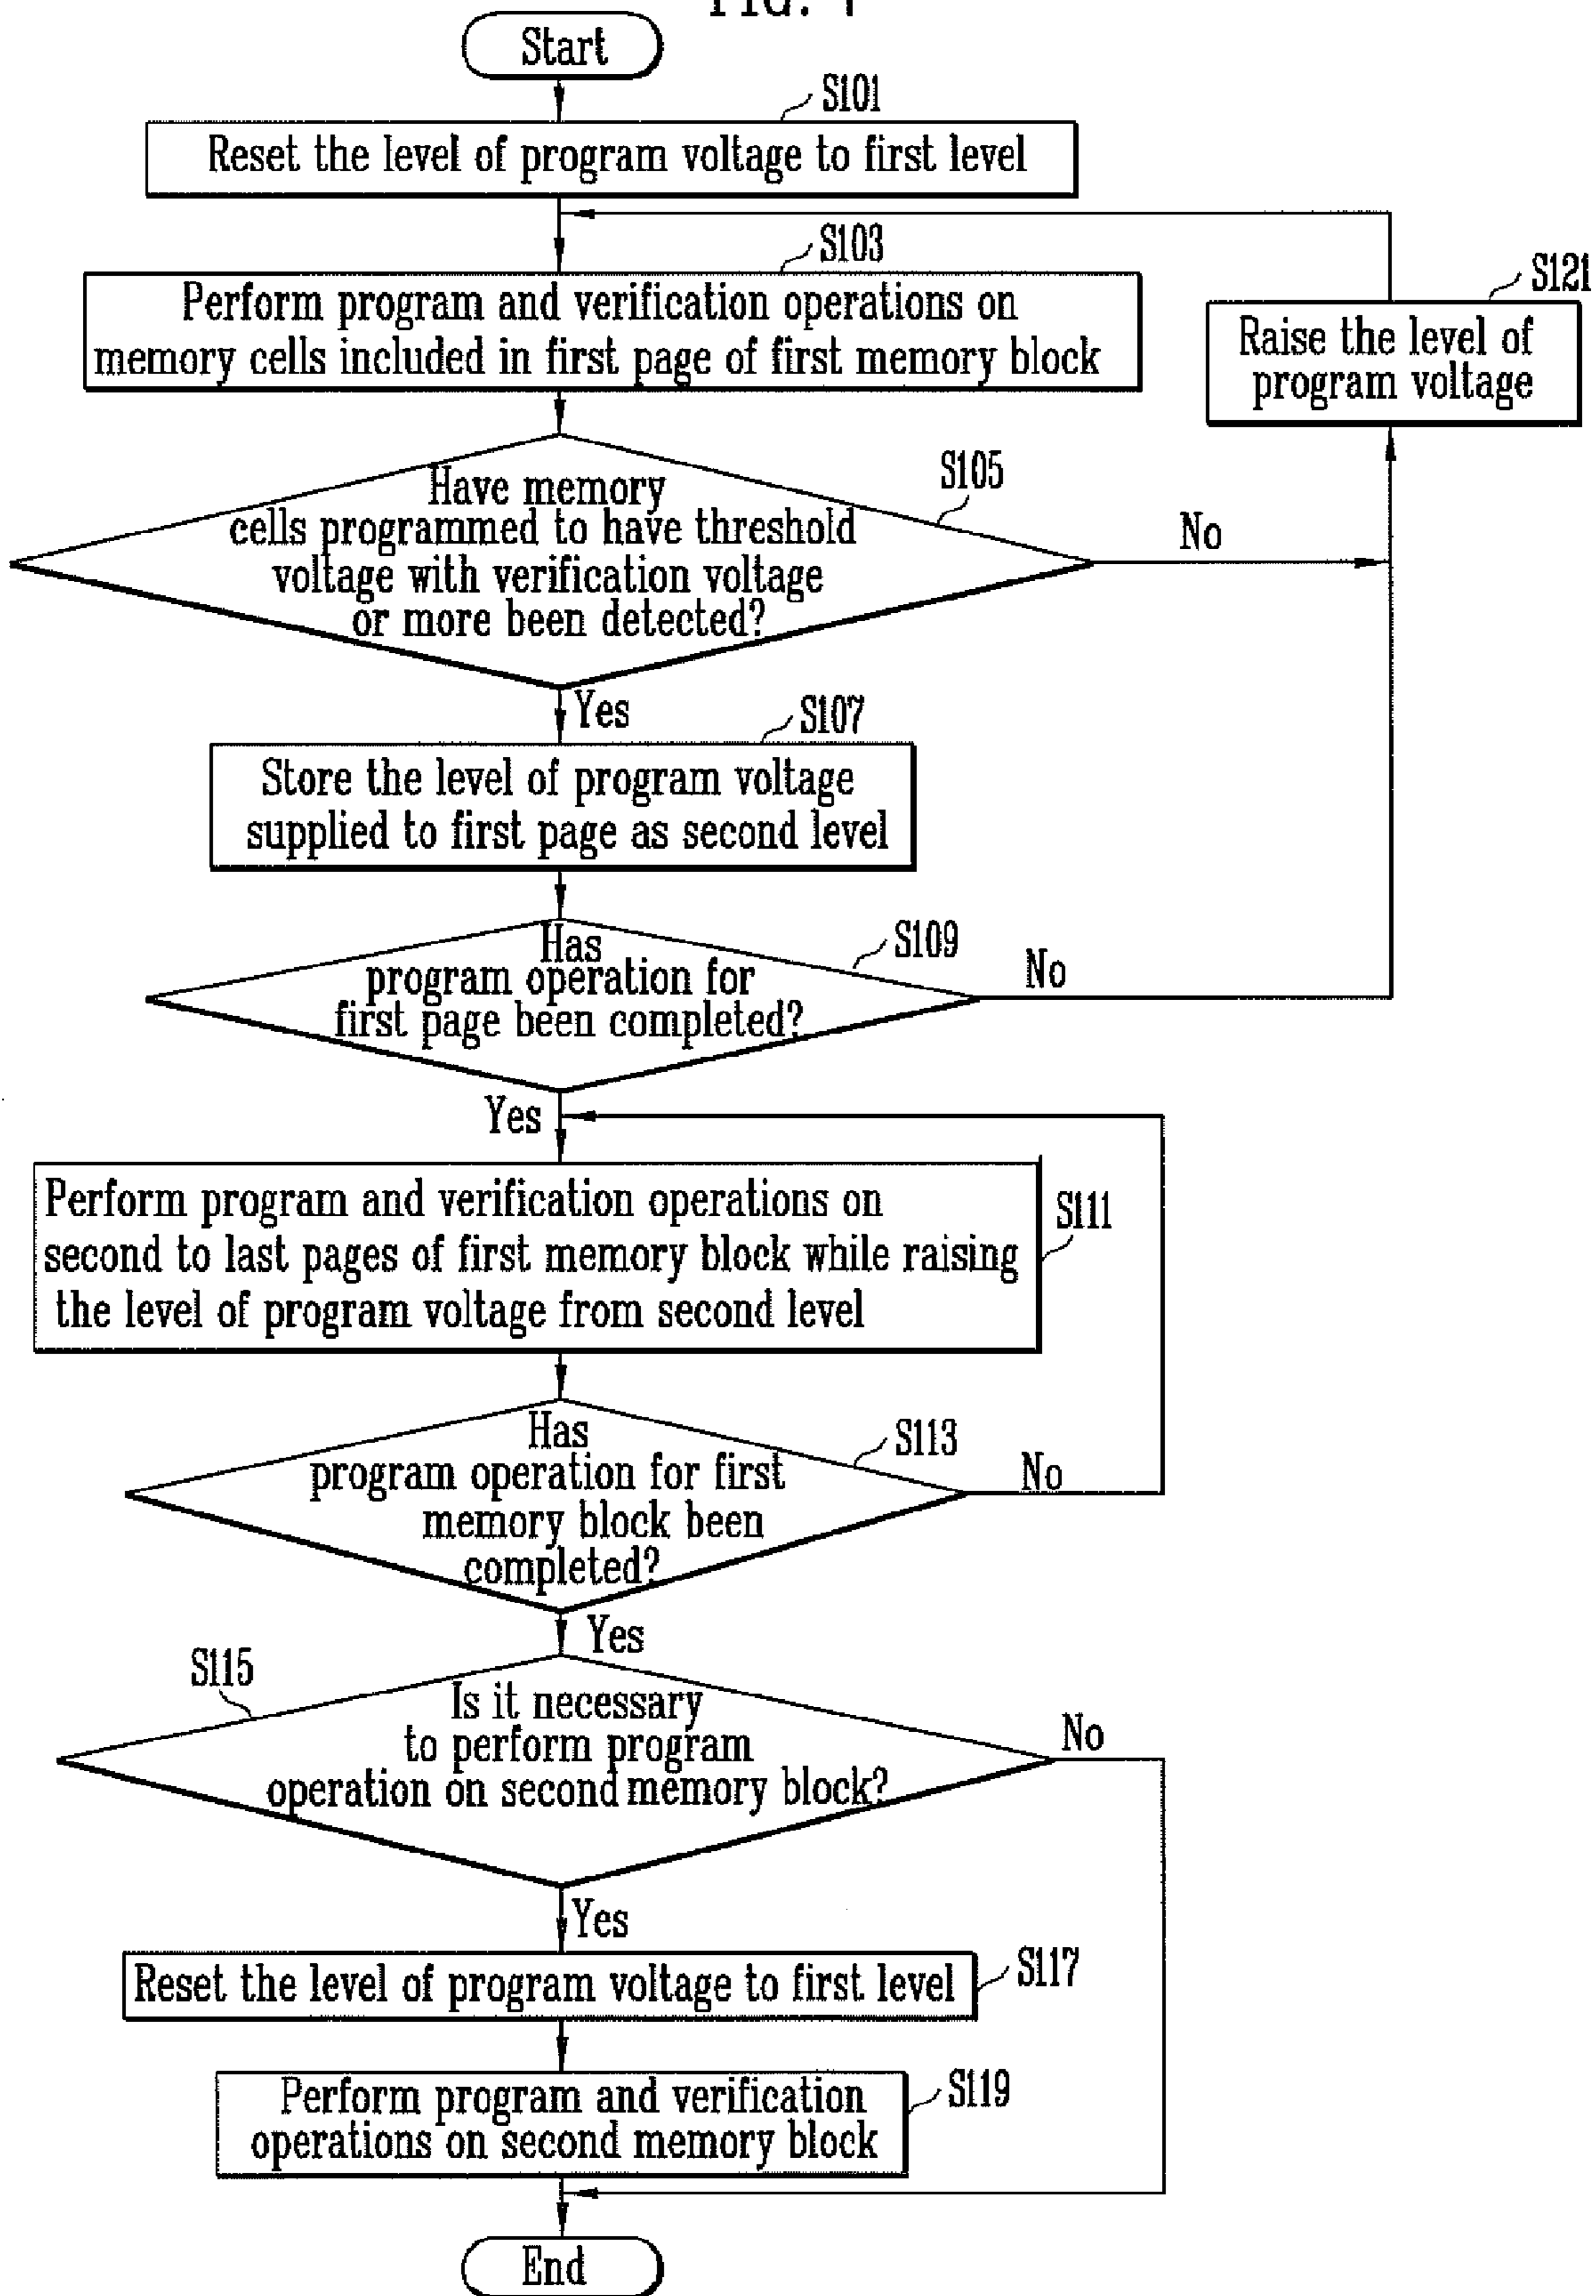 Start
S101
Reset the level of program voltage to first level
S103
Perform program and verification operations on
memory cells included in first page of first memory block
S121
Raise the level of
program voltage
Have memory
cells programmed to have threshold
voltage with verification voltage
or more been detected?
S105
No
Yes
S107
Store the level of program voltage
supplied to first page as second level
Has
program operation for
first page been completed?
S109
No
Yes
Perform program and verification operations on
second to last pages of first memory block while raising
the level of program voltage from second level
S111
Has
program operation for first
memory block been
completed?
S113
No
Yes
S115
Is it necessary
to perform program
operation on second memory block?
No
Yes
Reset the level of program voltage to first level
S117
Perform program and verification
operations on second memory block
S119
End